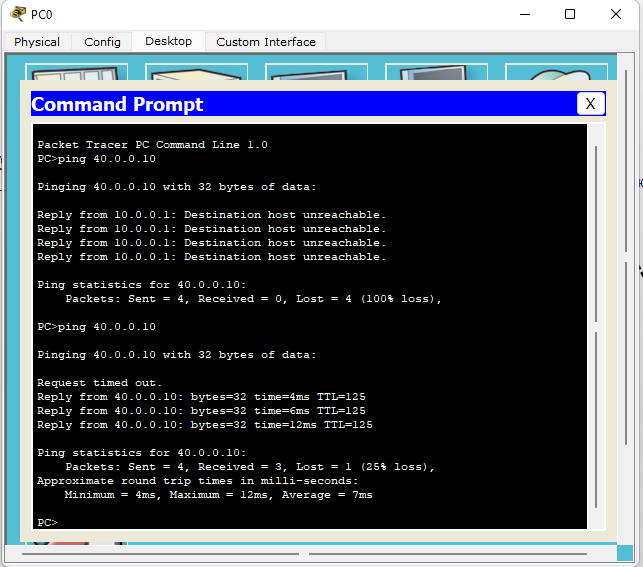 PC0
Physical Config Desktop Custom Interface
Command Prompt X
Packet Tracer PC Command Line 1.0
PC>ping 40.0.0.10
Pinging 40.0.0.10 with 32 bytes of data:
Reply from 10.0.0.1: Destination host unreachable.
Reply from 10.0.0.1: Destination host unreachable.
Reply from 10.0.0.1: Destination host unreachable.
Reply from 10.0.0.1: Destination host unreachable.
Ping statistics for 40.0.0.10:
Packets: Sent = 4, Received = 0, Lost = 4 (100% loss),
PC>ping 40.0.0.10
Pinging 40.0.0.10 with 32 bytes of data:
Request timed out.
Reply from 40.0.0.10: bytes=32 time=4ms TTL=125
Reply from 40.0.0.10: bytes=32 time=6ms TTL=125
Reply from 40.0.0.10: bytes=32 time=12ms TTL=125
Ping statistics for 40.0.0.10:
Packets: Sent = 4, Received = 3, Lost = 1 (25% loss),
Approximate round trip times in milli-seconds:
Minimum = 4ms, Maximum = 12ms, Average = 7ms
PC>